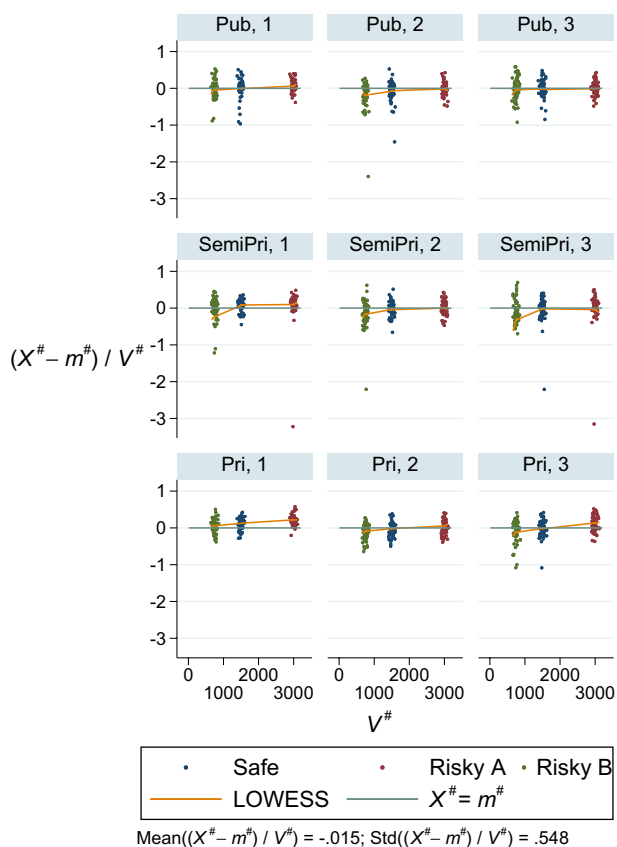 Pub, 1 Pub, 2 Pub, 3
1
0
-1
-2
-3
SemiPri, 1 SemiPri, 2 SemiPri, 3
1
0
-1
-2
-3
(X# – m#) / V#
Pri, 1 Pri, 2 Pri, 3
1
0
-1
-2
-3
0 2000 0 2000 0 2000
1000 3000 1000 3000 1000 3000
V#
Safe Risky A Risky B
LOWESS X# = m#
Mean((X# – m#) / V#) = -.015; Std((X# – m#) / V#) = .548